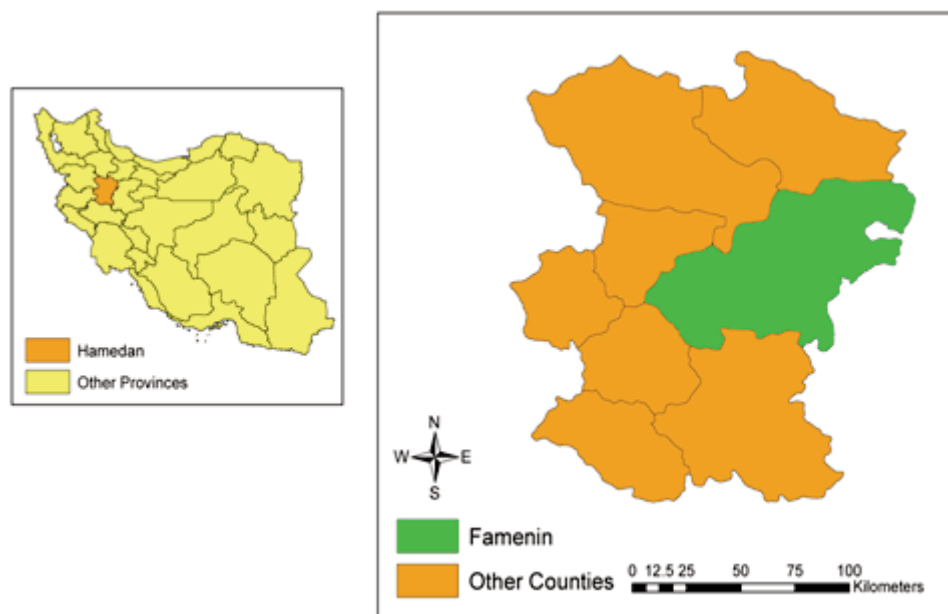 Hamedan
Other Provinces
N
W E
S
Famenin
Other Counties
0 12.5 25 50 75 100
Kilometers